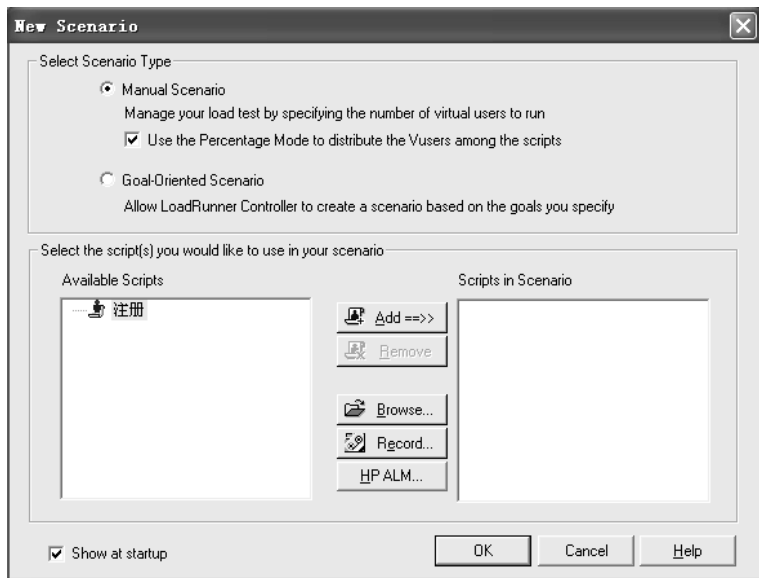 New Scenario
Select Scenario Type
Manual Scenario
Manage your load test by specifying the number of virtual users to run
Use the Percentage Mode to distribute the Vusers among the scripts
Goal-Oriented Scenario
Allow LoadRunner Controller to create a scenario based on the goals you specify
Select the script(s) you would like to use in your scenario
Available Scripts
Scripts in Scenario
注册
Add ==>>
Remove
Browse...
Record...
HP ALM...
Show at startup
OK
Cancel
Help